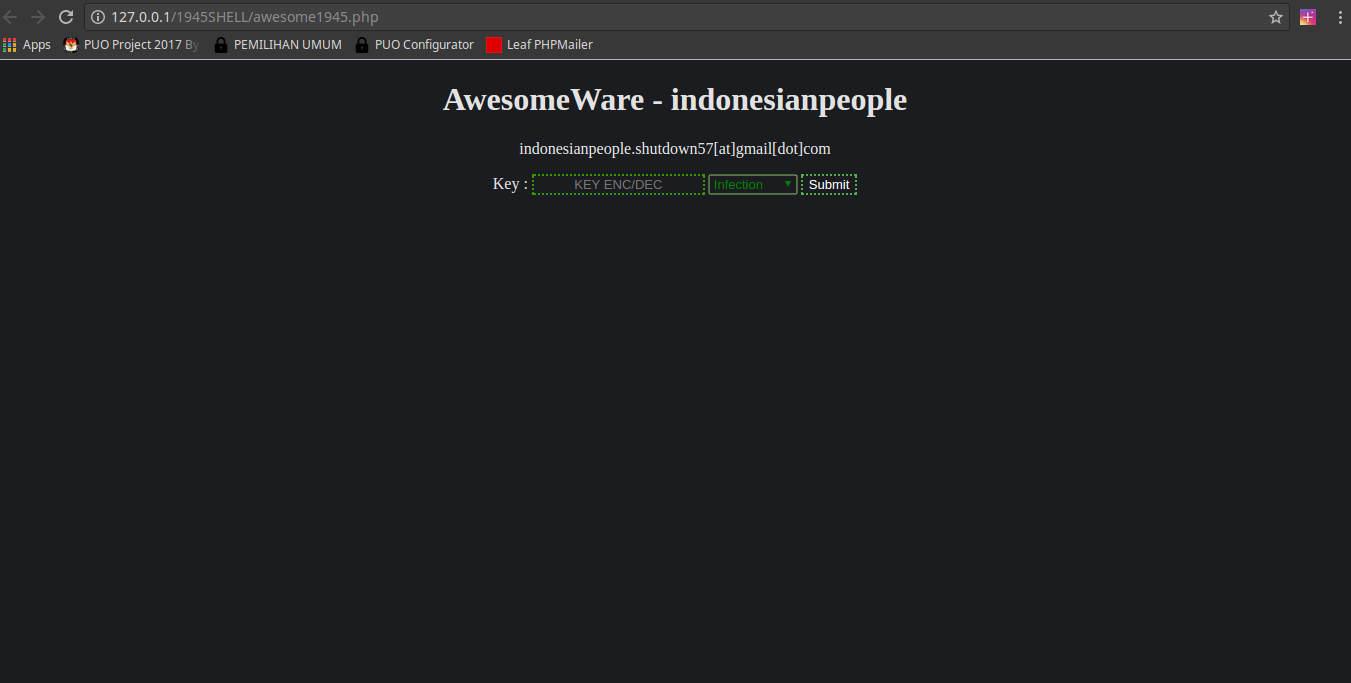 127.0.0.1/1945SHELL/awesome1945.php
Apps PUO Project 2017 By PEMILIHAN UMUM PUO Configurator Leaf PHPMailer
AwesomeWare - indonesianpeople
indonesianpeople.shutdown57[at]gmail[dot]com
Key : KEY ENC/DEC Infection Submit